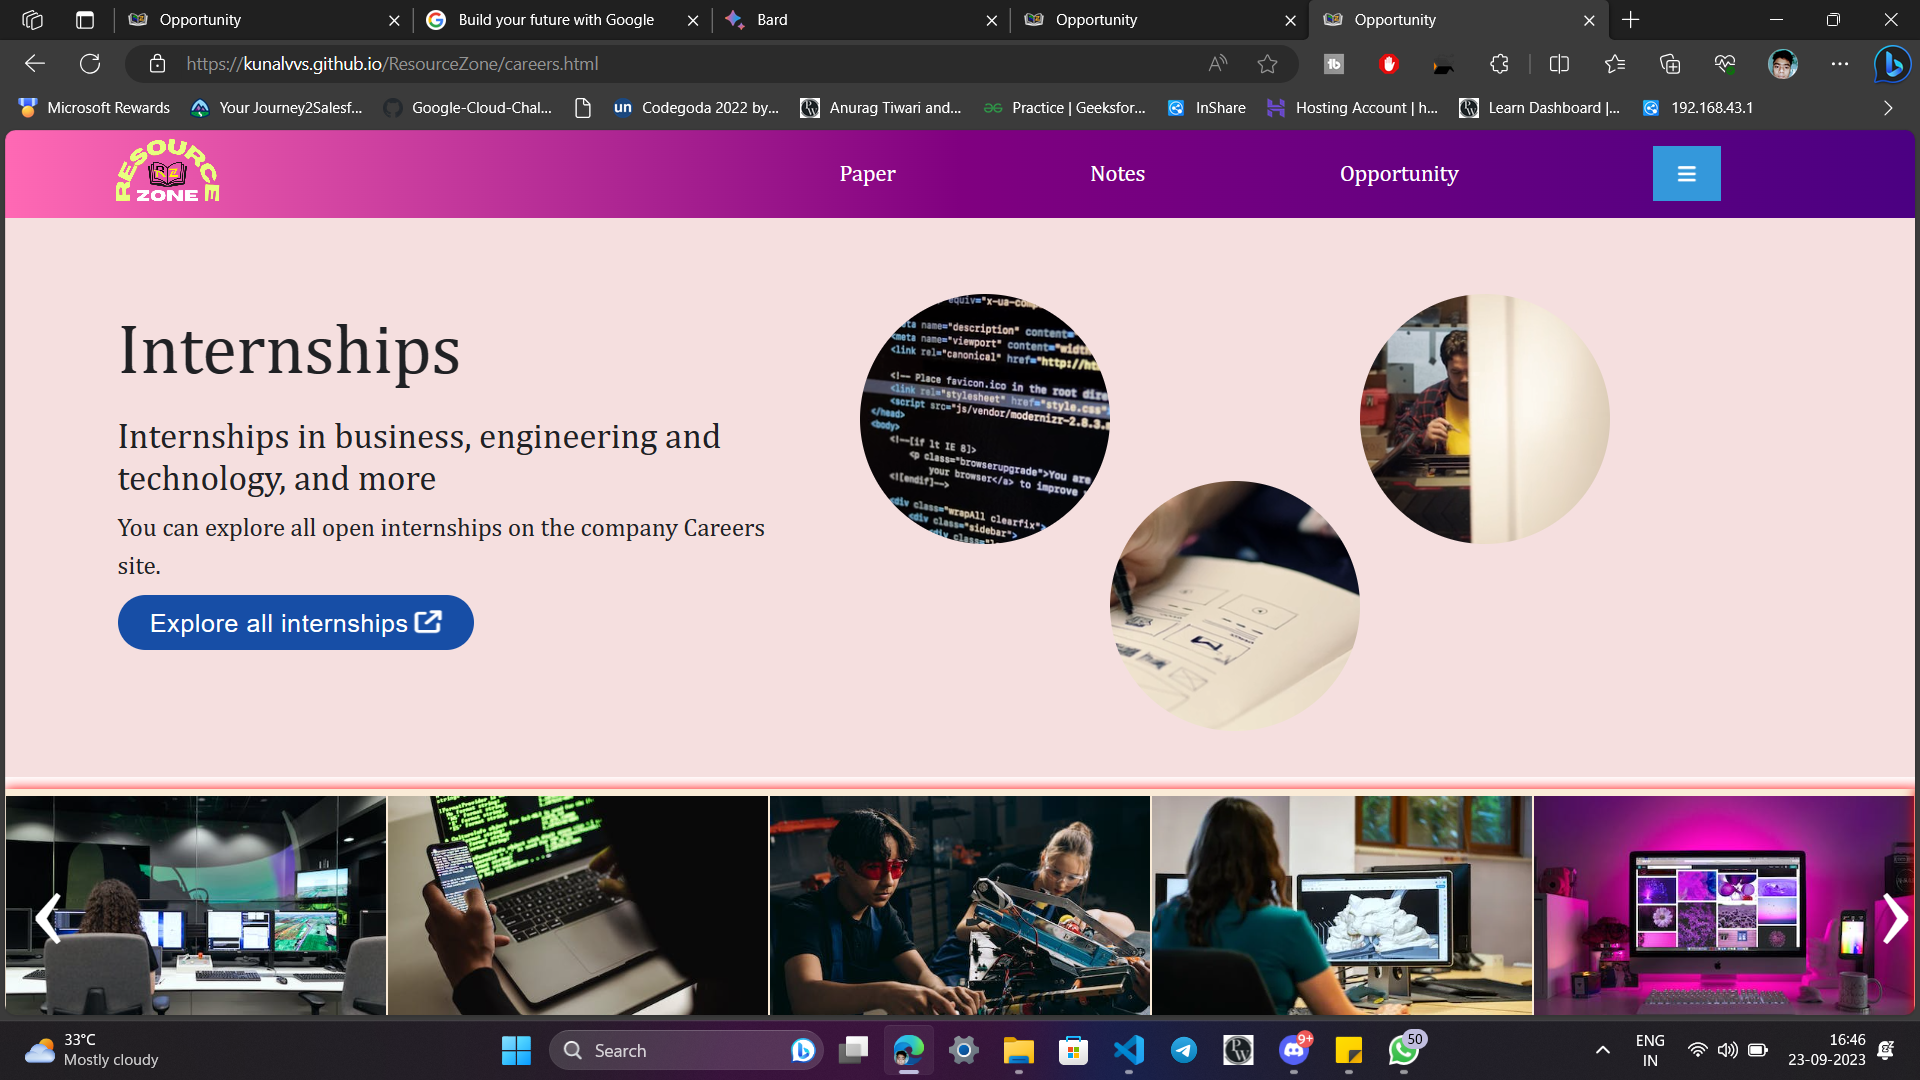 Opportunity
Build your future with Google
Bard
Opportunity
Opportunity
https://kunalvvs.github.io/ResourceZone/careers.html
Microsoft Rewards
Your Journey2Salesf...
Google-Cloud-Chal...
un Codegoda 2022 by...
Anurag Tiwari and...
Practice | Geeksfor...
InShare
Hosting Account | h...
Learn Dashboard |...
192.168.43.1
RESOURCE
RZ
ZONE
Paper
Notes
Opportunity
Internships
Internships in business, engineering and
technology, and more
You can explore all open internships on the company Careers
site.
Explore all internships
equiv="x-ua-comp
meta name="description" content=
<meta name="viewport" content="width
<link rel="canonical" href="http://ht
<!-- Place favicon.ico in the root dire
<link rel="stylesheet" href="style.css"
<script src="js/vendor/modernizr-2.8.3.m
</head>
<body>
<!--[if lt IE 8]>
<p class="browserupgrade">You are
your browser</a> to improve
<![endif]-->
<div class="wrapAll clearfix">
<div class="sidebar">
<div class=
33°C
Mostly cloudy
Search
9+
50
ENG
IN
16:46
23-09-2023